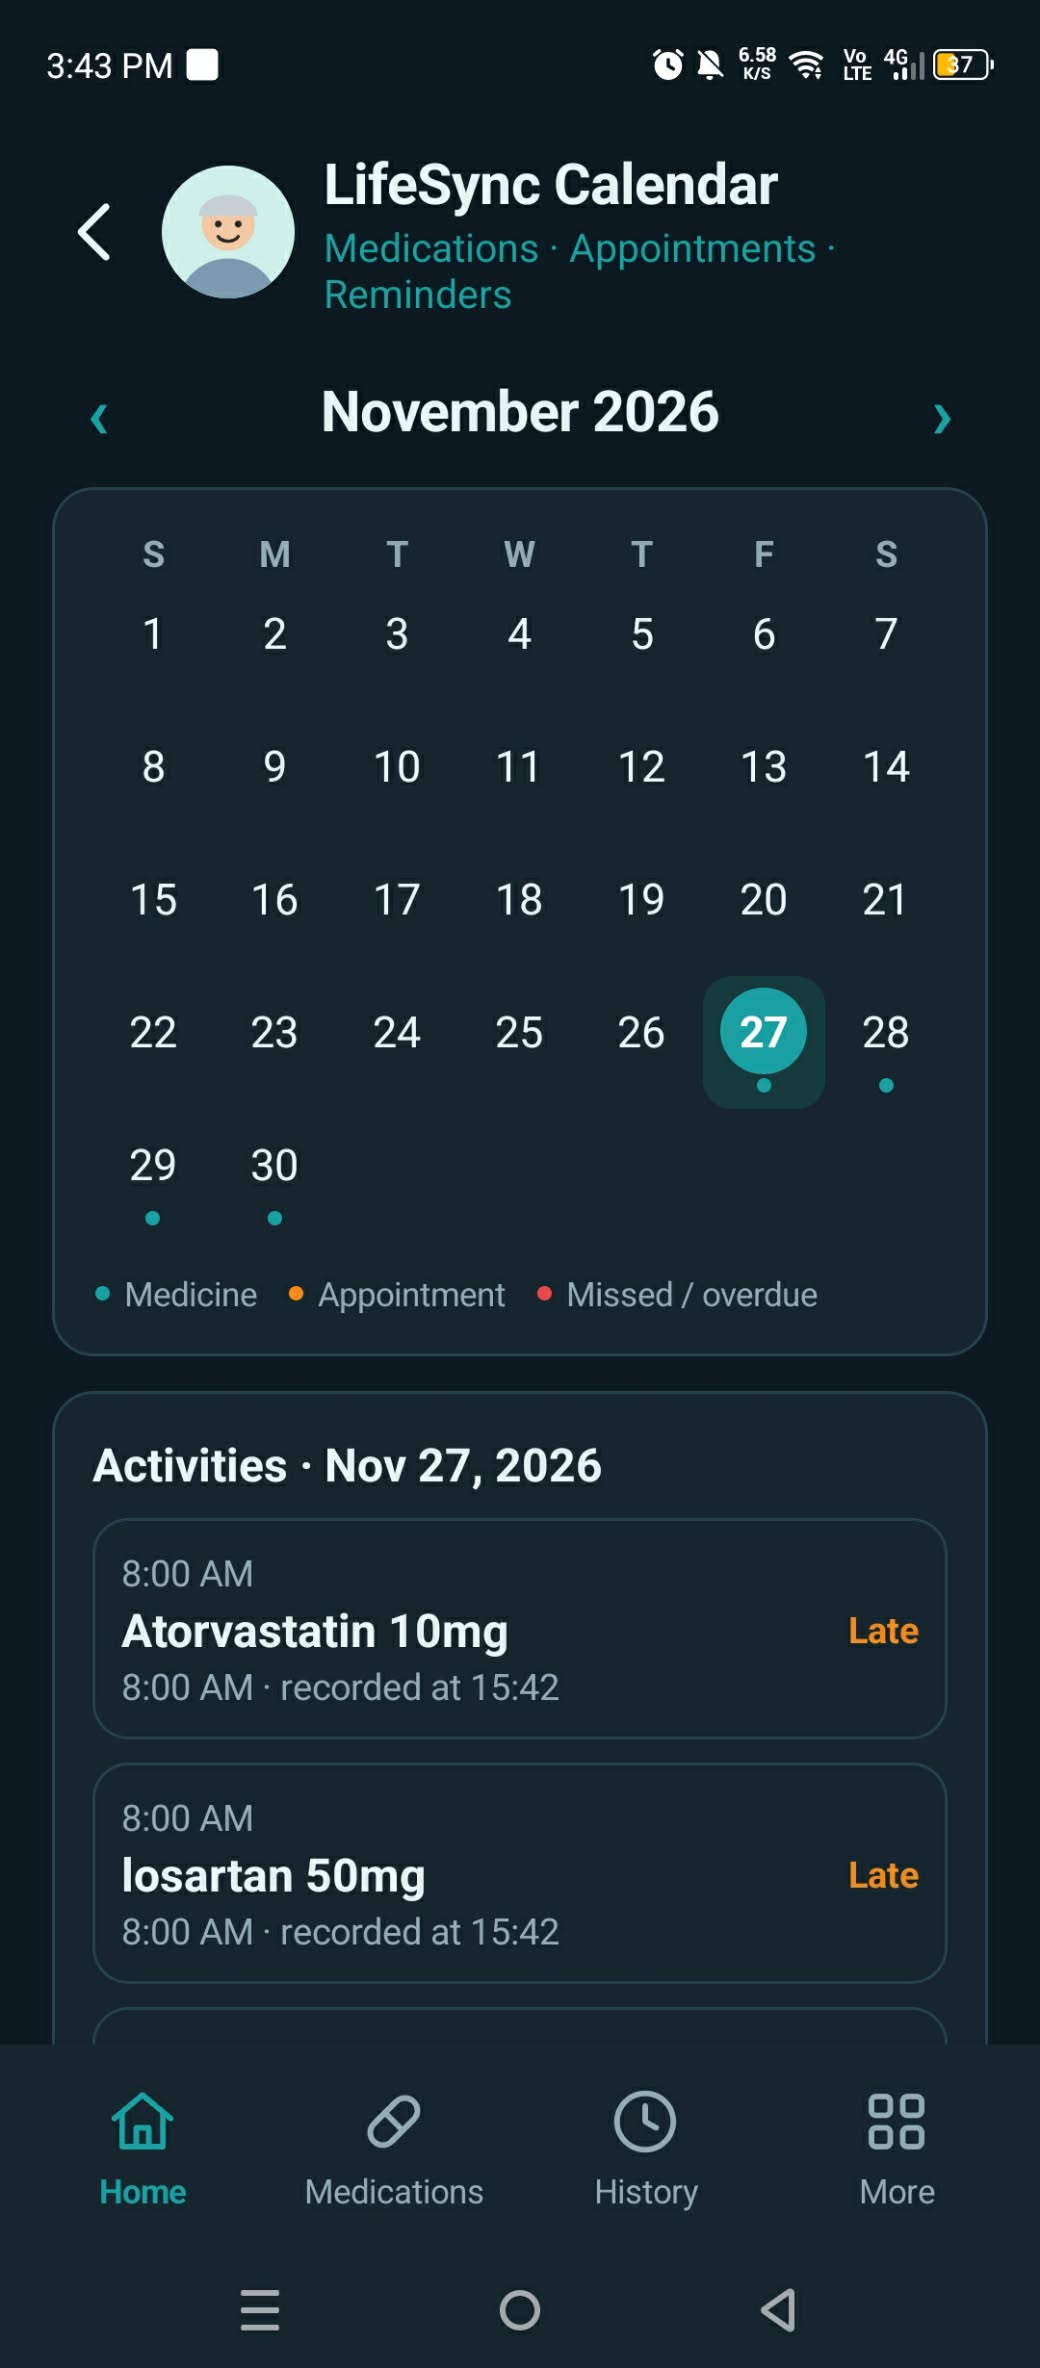 3:43 PM
6.58 K/S
Vo LTE
4G
37
LifeSync Calendar
Medications · Appointments ·
Reminders
‹ November 2026 ›
S M T W T F S
1 2 3 4 5 6 7
8 9 10 11 12 13 14
15 16 17 18 19 20 21
22 23 24 25 26 27 28
29 30
Medicine Appointment Missed / overdue
Activities · Nov 27, 2026
8:00 AM
Atorvastatin 10mg
Late
8:00 AM · recorded at 15:42
8:00 AM
losartan 50mg
Late
8:00 AM · recorded at 15:42
Home Medications History More